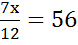 7x/12 = 56